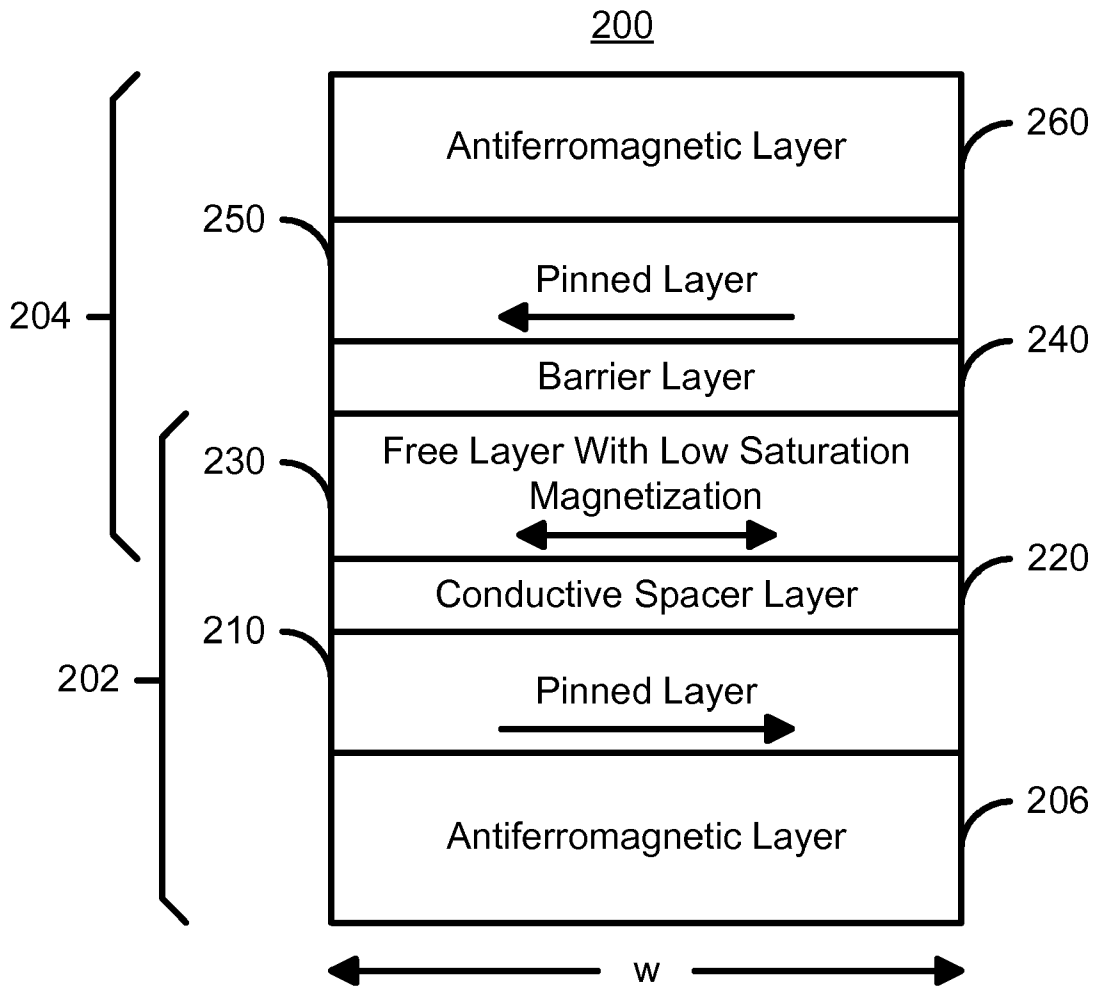 200
Antiferromagnetic Layer
260
250
Pinned Layer
204
240
Barrier Layer
Free Layer With Low Saturation
230
Magnetization
220
Conductive Spacer Layer
210
202
Pinned Layer
206
Antiferromagnetic Layer
w